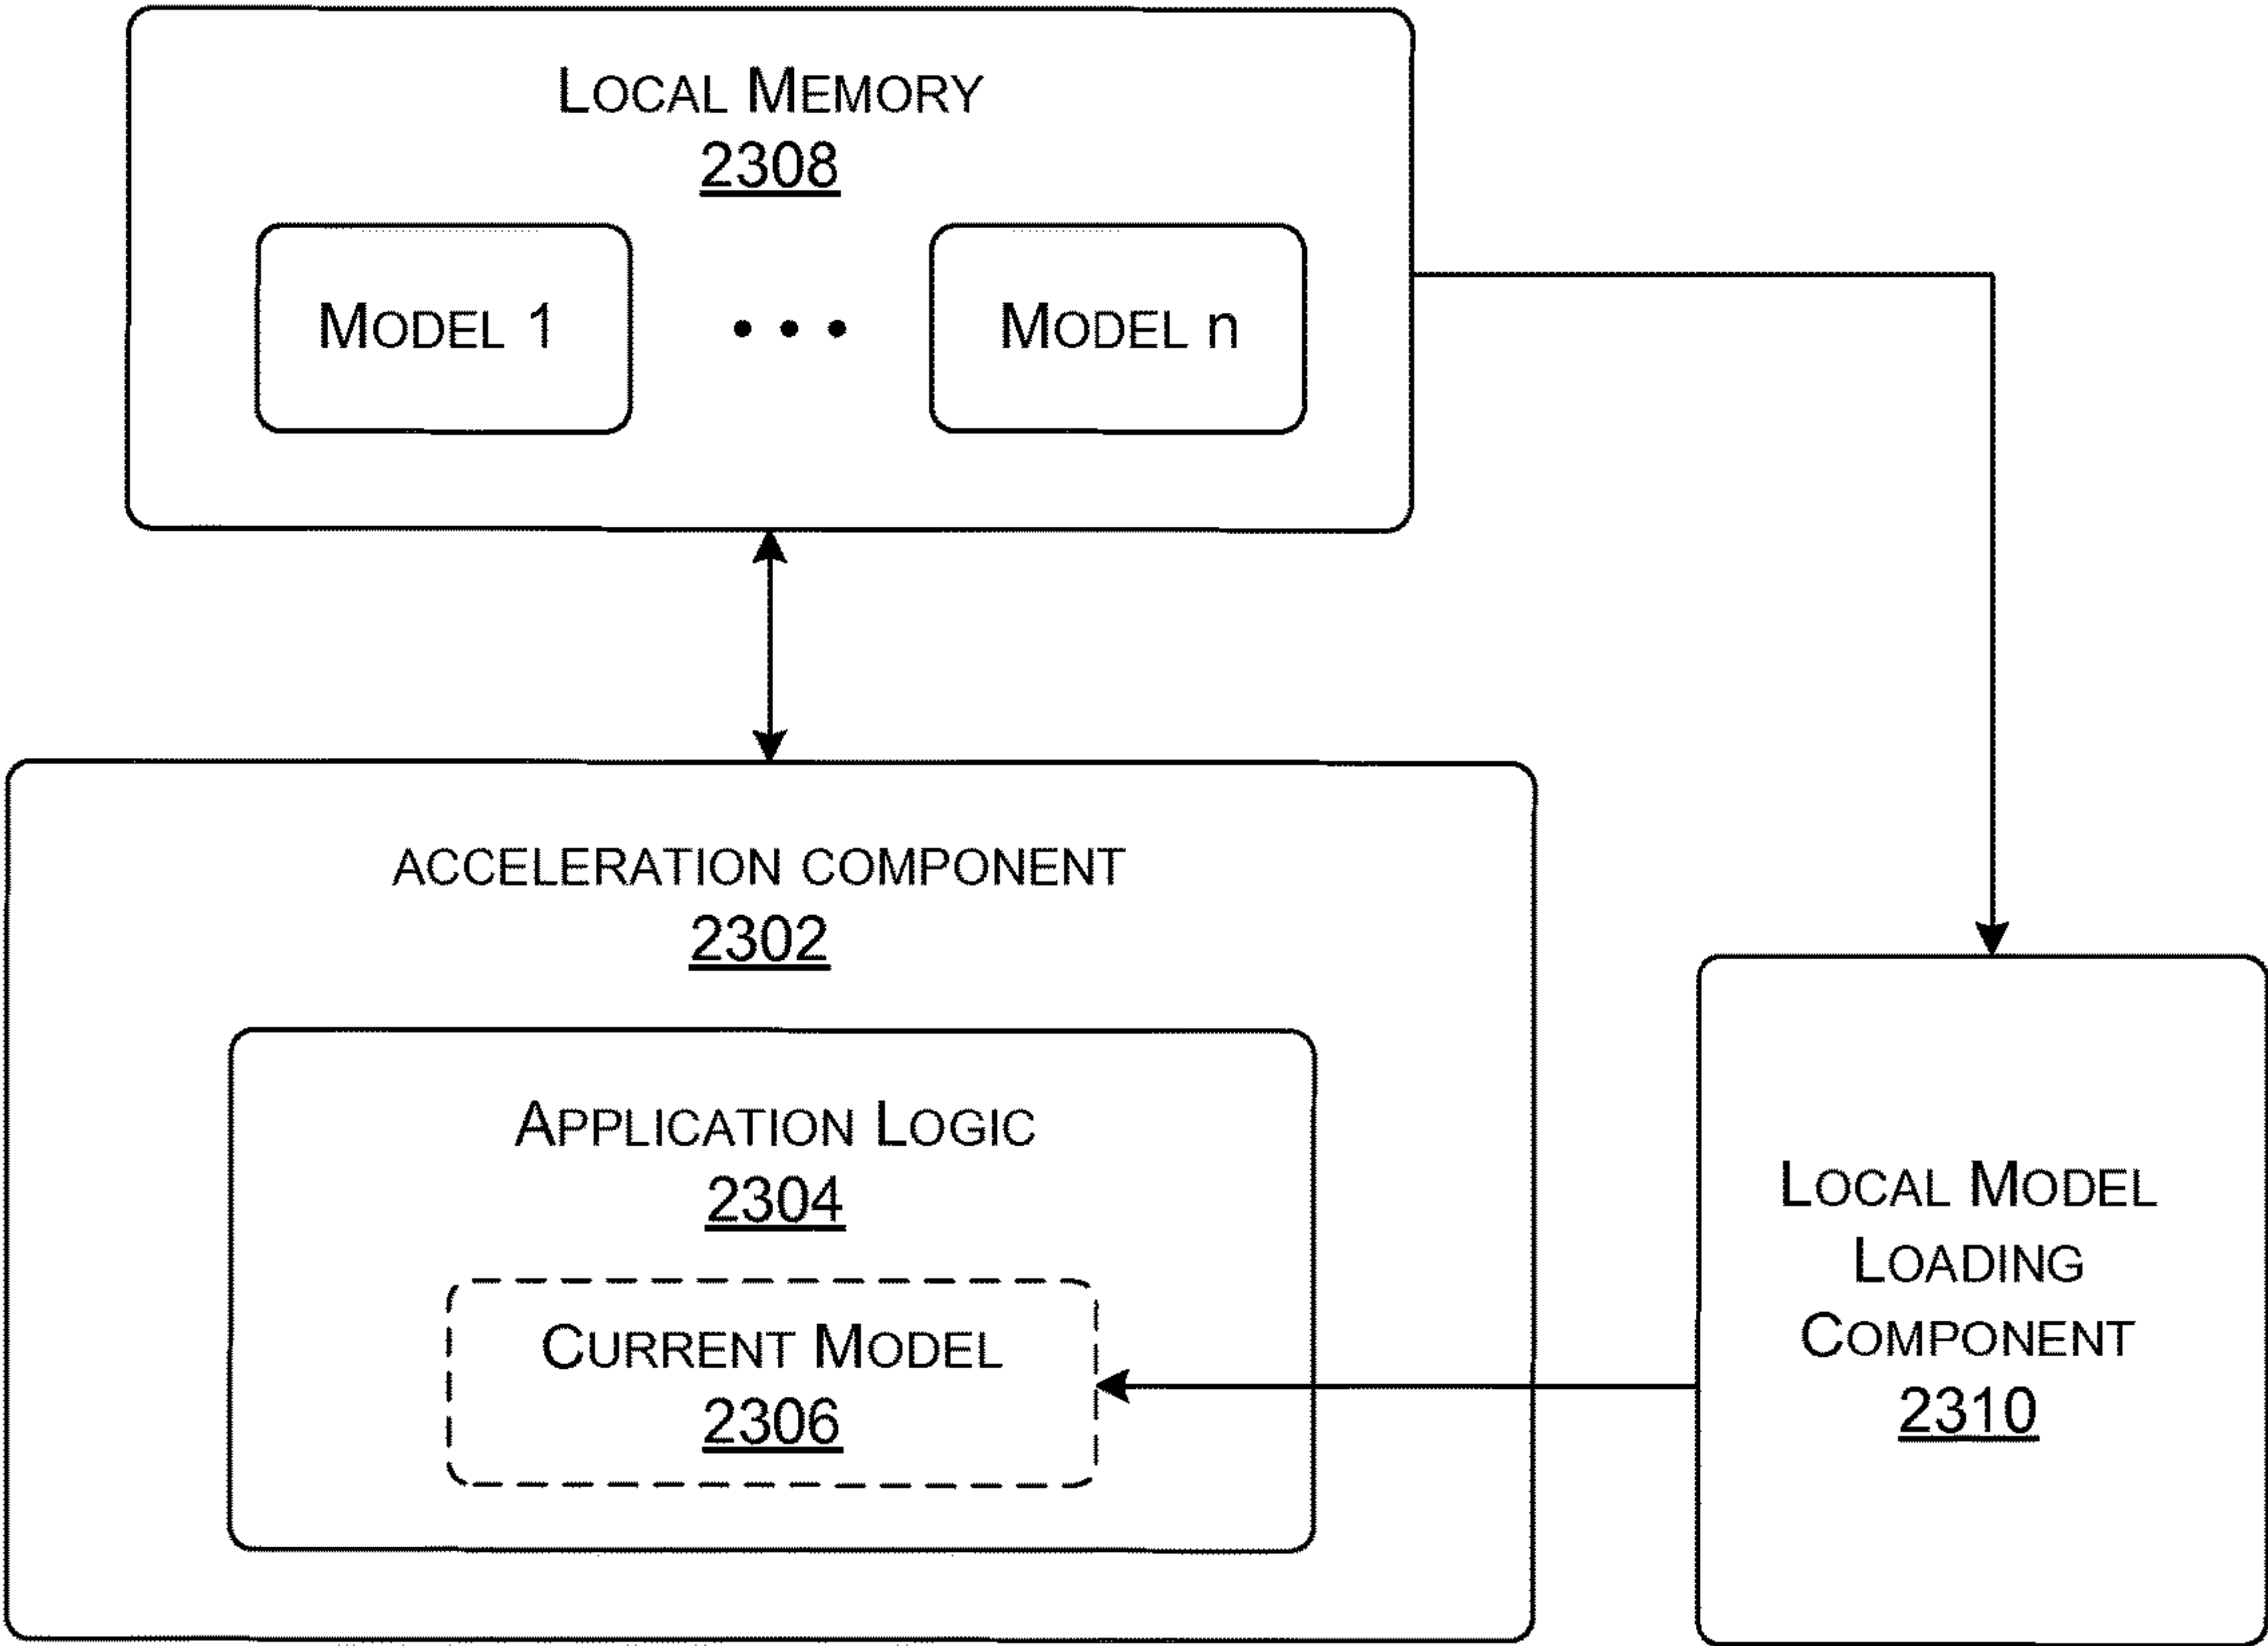 LOCAL MEMORY
2308
MODEL 1 • • • MODEL n
ACCELERATION COMPONENT
2302
APPLICATION LOGIC
2304
CURRENT MODEL
2306
LOCAL MODEL
LOADING
COMPONENT
2310